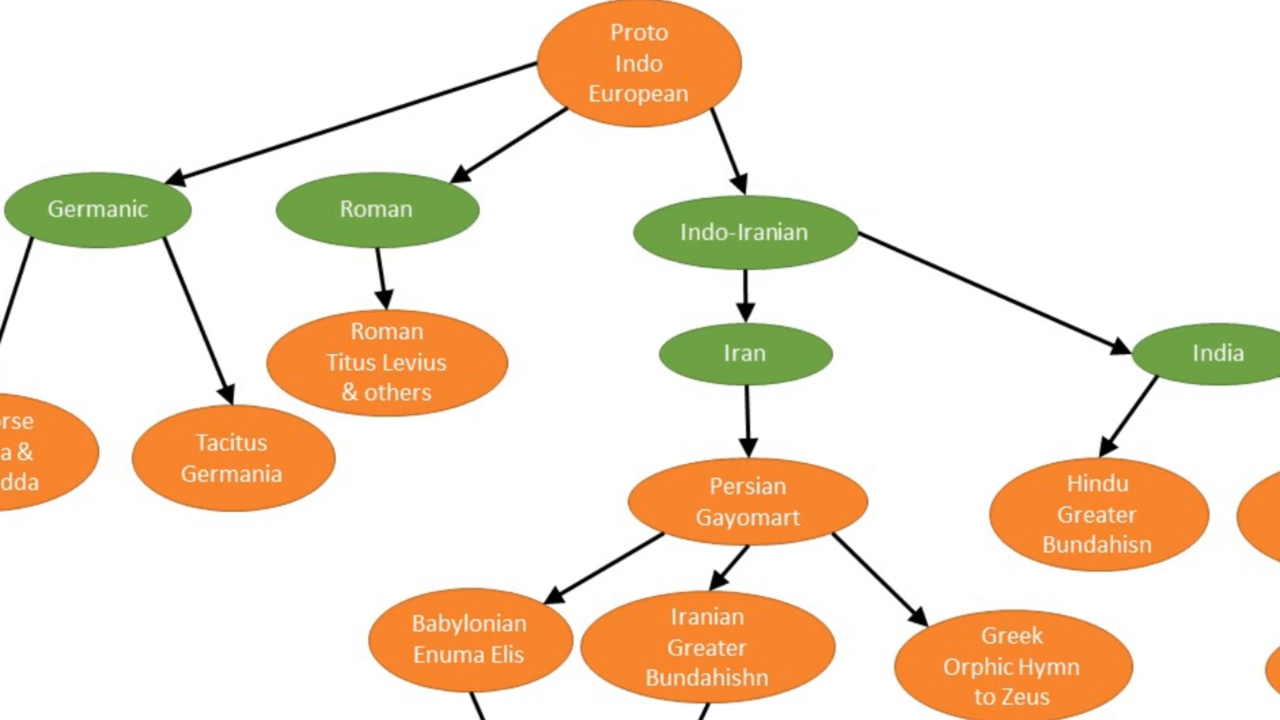 Proto
Indo
European
Germanic
Roman
Indo-Iranian
Roman
Titus Levius
& others
Iran
India
rse
a &
dda
Tacitus
Germania
Persian
Gayomart
Hindu
Greater
Bundahisn
Babylonian
Enuma Elis
Iranian
Greater
Bundahishn
Greek
Orphic Hymn
to Zeus